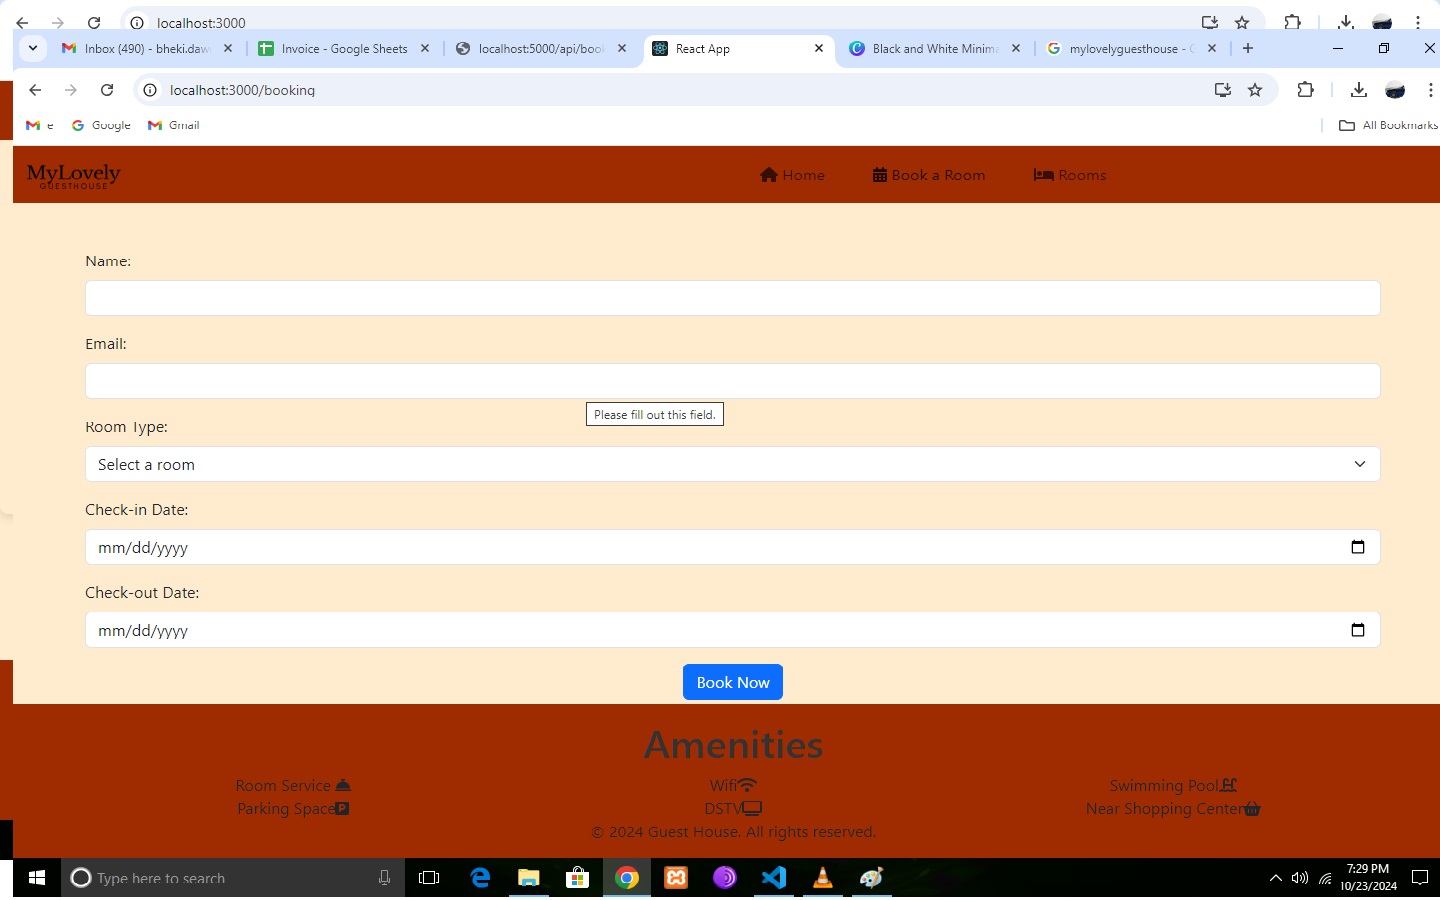 localhost:3000
Inbox (490) - bheki.daw
Invoice - Google Sheets
localhost:5000/api/boo
React App
Black and White Minim
mylovelyguesthouse -
localhost:3000/booking
e
Google
Gmail
All Bookmarks
MyLovely
GUESTHOUSE
Home
Book a Room
Rooms
Name:
Email:
Please fill out this field.
Room Type:
Select a room
Check-in Date:
mm/dd/yyyy
Check-out Date:
mm/dd/yyyy
Book Now
Amenities
Room Service
Wifi
Swimming Pool
Parking Space
DSTV
Near Shopping Center
© 2024 Guest House. All rights reserved.
Type here to search
7:29 PM
10/23/2024